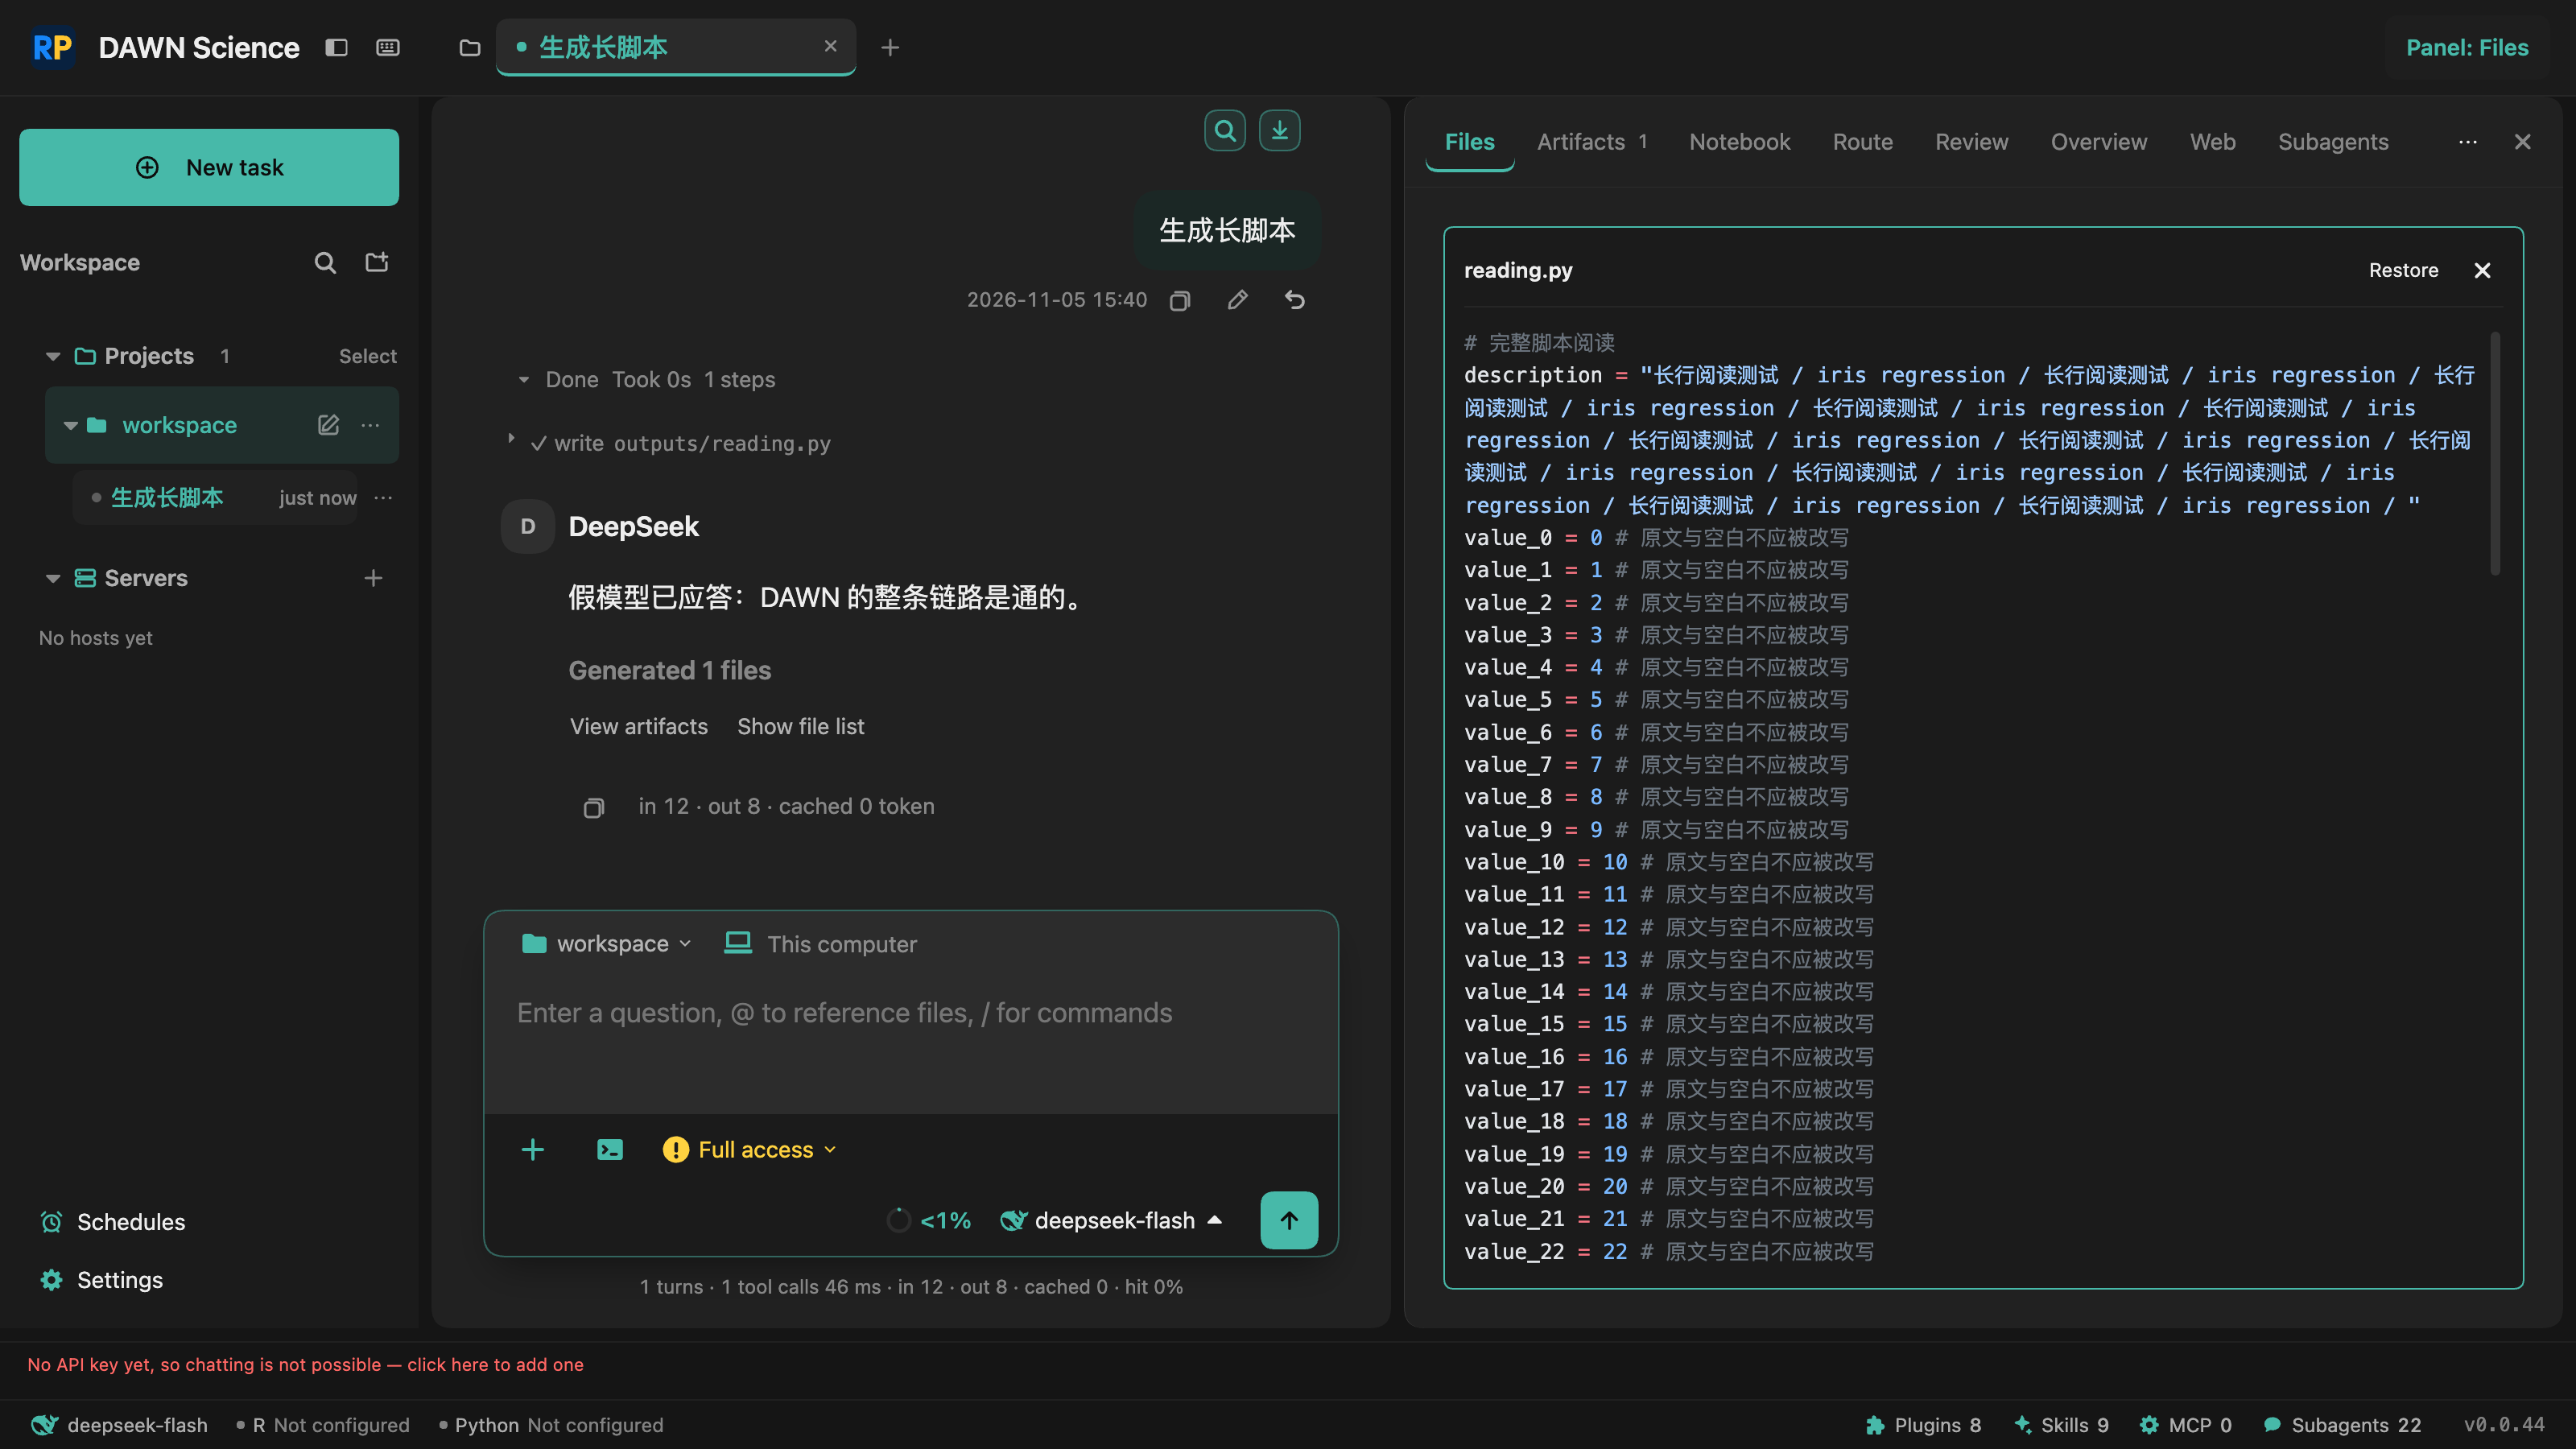 RP DAWN Science
生成长脚本
Panel: Files
New task
Workspace
Projects 1 Select
workspace
生成长脚本 just now
Servers
No hosts yet
Schedules
Settings
生成长脚本
2026-11-05 15:40
Done Took 0s 1 steps
write outputs/reading.py
D DeepSeek
假模型已应答：DAWN 的整条链路是通的。
Generated 1 files
View artifacts Show file list
in 12 · out 8 · cached 0 token
workspace This computer
Enter a question, @ to reference files, / for commands
Full access
<1% deepseek-flash
1 turns · 1 tool calls 46 ms · in 12 · out 8 · cached 0 · hit 0%
Files Artifacts 1 Notebook Route Review Overview Web Subagents
reading.py Restore
# 完整脚本阅读
description = "长行阅读测试 / iris regression / 长行阅读测试 / iris regression / 长行
阅读测试 / iris regression / 长行阅读测试 / iris regression / 长行阅读测试 / iris
regression / 长行阅读测试 / iris regression / 长行阅读测试 / iris regression / 长行阅
读测试 / iris regression / 长行阅读测试 / iris regression / 长行阅读测试 / iris
regression / 长行阅读测试 / iris regression / 长行阅读测试 / iris regression / "
value_0 = 0 # 原文与空白不应被改写
value_1 = 1 # 原文与空白不应被改写
value_2 = 2 # 原文与空白不应被改写
value_3 = 3 # 原文与空白不应被改写
value_4 = 4 # 原文与空白不应被改写
value_5 = 5 # 原文与空白不应被改写
value_6 = 6 # 原文与空白不应被改写
value_7 = 7 # 原文与空白不应被改写
value_8 = 8 # 原文与空白不应被改写
value_9 = 9 # 原文与空白不应被改写
value_10 = 10 # 原文与空白不应被改写
value_11 = 11 # 原文与空白不应被改写
value_12 = 12 # 原文与空白不应被改写
value_13 = 13 # 原文与空白不应被改写
value_14 = 14 # 原文与空白不应被改写
value_15 = 15 # 原文与空白不应被改写
value_16 = 16 # 原文与空白不应被改写
value_17 = 17 # 原文与空白不应被改写
value_18 = 18 # 原文与空白不应被改写
value_19 = 19 # 原文与空白不应被改写
value_20 = 20 # 原文与空白不应被改写
value_21 = 21 # 原文与空白不应被改写
value_22 = 22 # 原文与空白不应被改写
No API key yet, so chatting is not possible — click here to add one
deepseek-flash R Not configured Python Not configured
Plugins 8 Skills 9 MCP 0 Subagents 22 v0.0.44